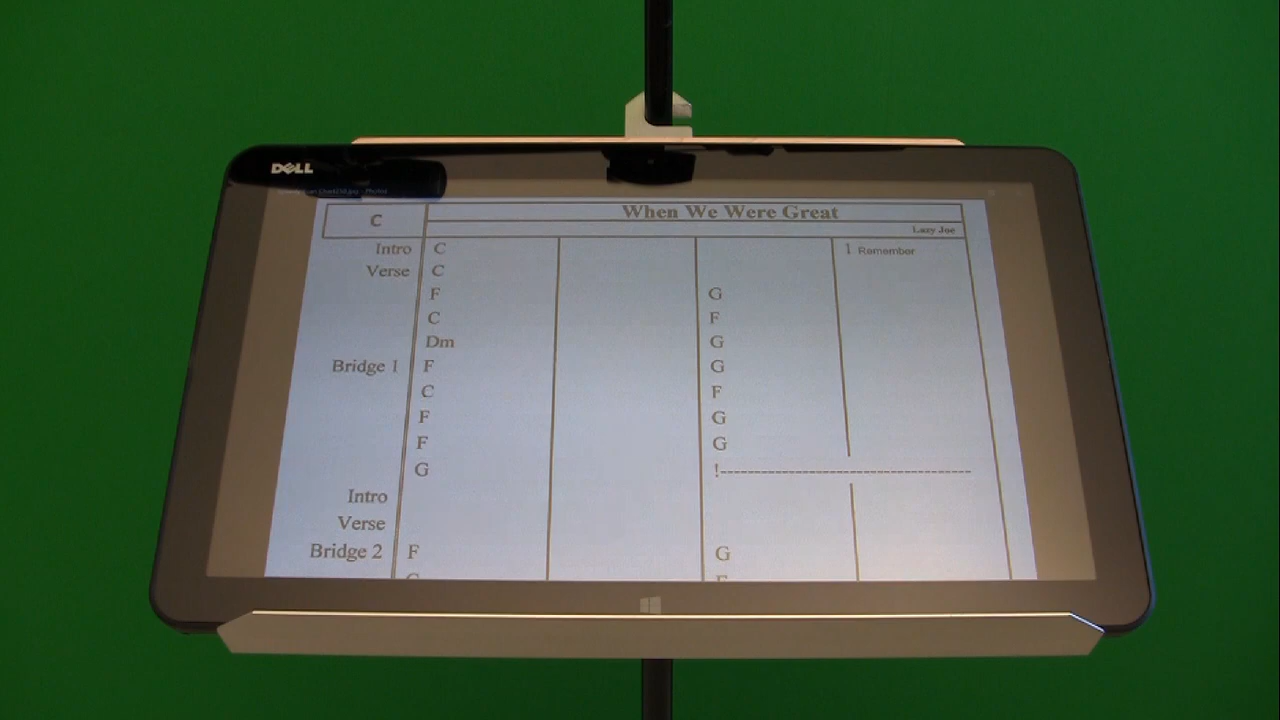 DELL
C When We Were Great
Lazy Joe
Intro C 1 Remember
Verse C
F G
C F
Dm G
Bridge 1 F G
C F
F G
F G
G !------------------------------------
Intro
Verse
Bridge 2 F G